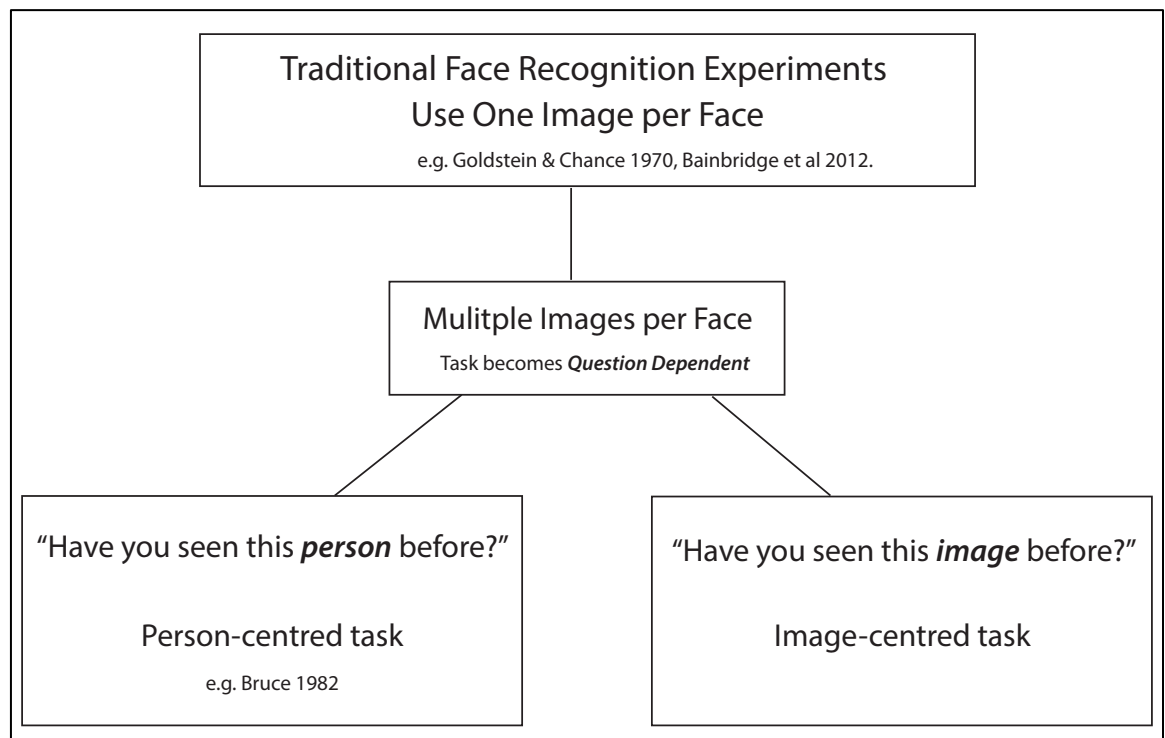 Traditional Face Recognition Experiments
Use One Image per Face
e.g. Goldstein & Chance 1970, Bainbridge et al 2012.
Mulitple Images per Face
Task becomes Question Dependent
“Have you seen this person before?”
Person-centred task
e.g. Bruce 1982
“Have you seen this image before?”
Image-centred task